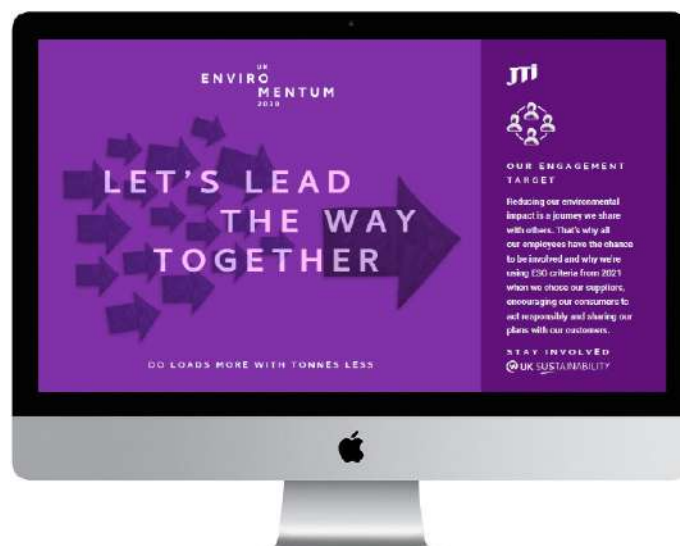 UK
ENVIRO
MENTUM
2030
LET'S LEAD
THE WAY
TOGETHER
DO LOADS MORE WITH TONNES LESS
JTI
OUR ENGAGEMENT
TARGET
Reducing our environmental
impact is a journey we share
with others. That's why all
our employees have the chance
to be involved and why we're
using ESG criteria from 2021
when we chose our suppliers,
encouraging our consumers to
act responsibly and sharing our
plans with our customers.
STAY INVOLVED
UK SUSTAINABILITY